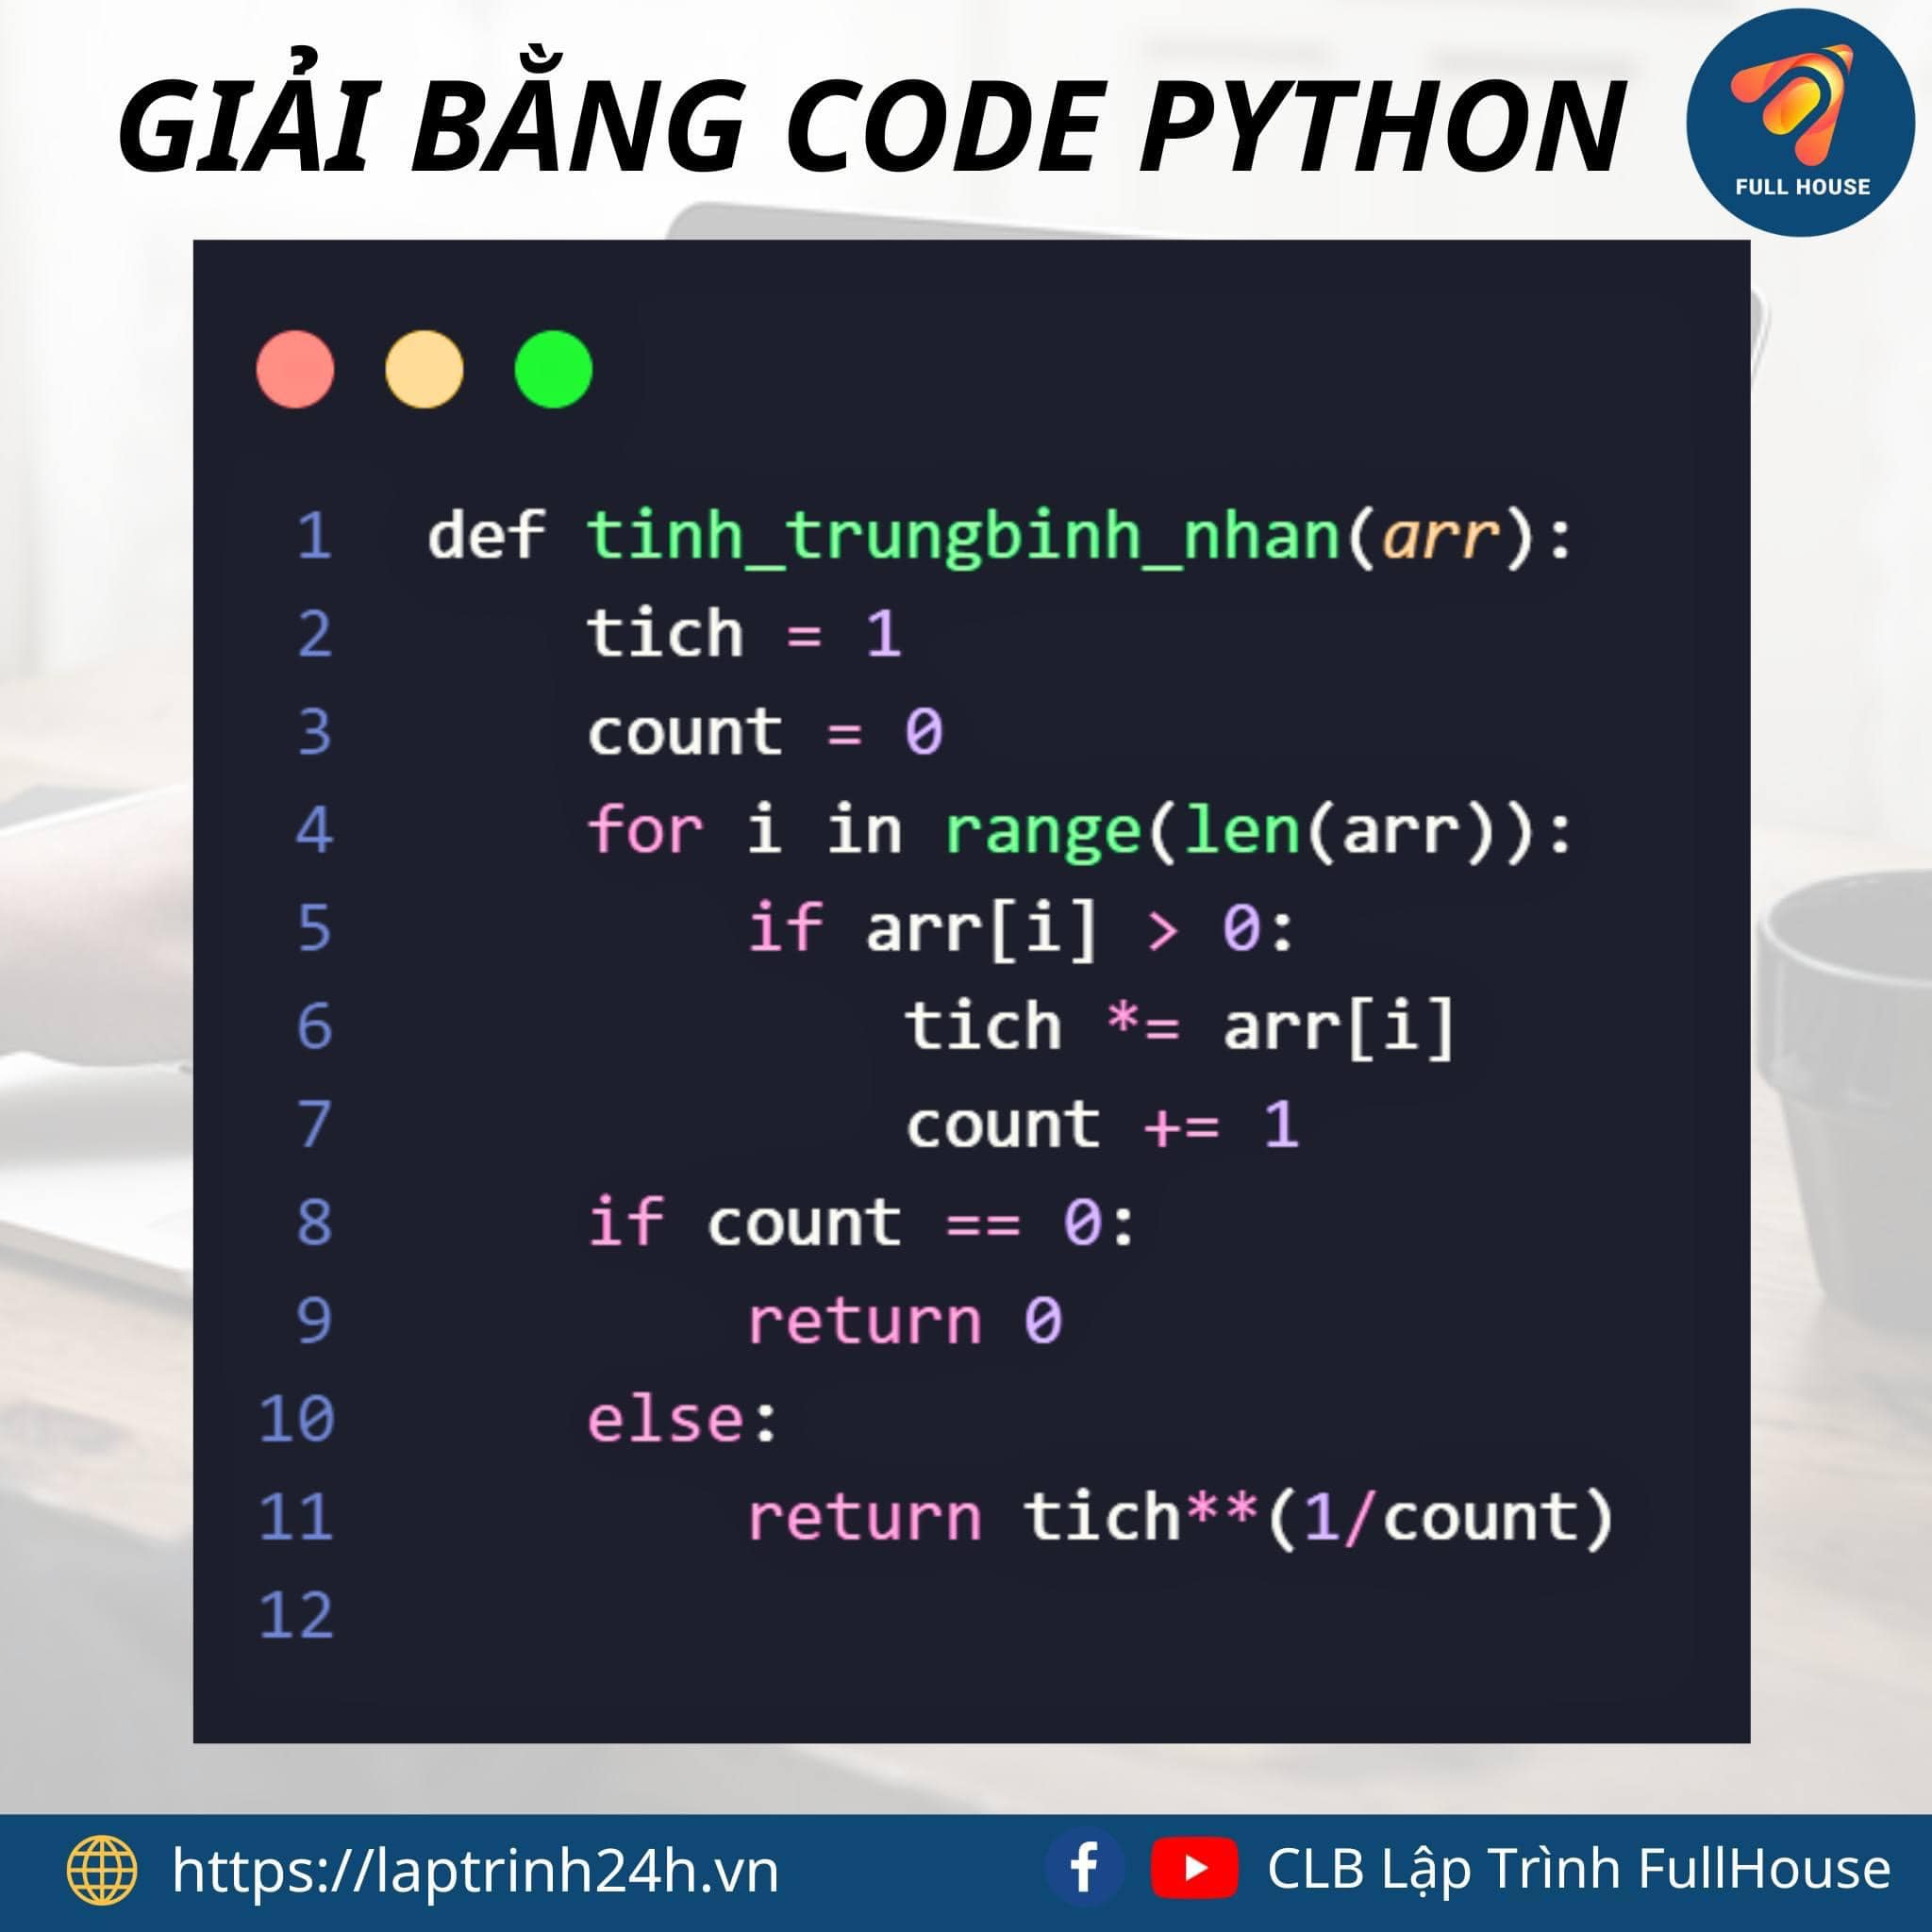 GIẢI BẰNG CODE PYTHON
FULL HOUSE
1 def tinh_trungbinh_nhan(arr):
2     tich = 1
3     count = 0
4     for i in range(len(arr)):
5         if arr[i] > 0:
6             tich *= arr[i]
7             count += 1
8     if count == 0:
9         return 0
10     else:
11         return tich**(1/count)
12
https://laptrinh24h.vn
CLB Lập Trình FullHouse